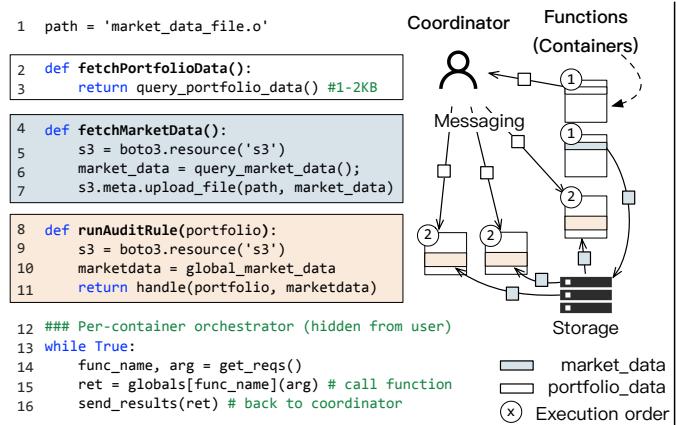 1 path = 'market_data_file.o'
2 def fetchPortfolioData():
3 return query_portfolio_data() #1-2KB
4 def fetchMarketData():
5 s3 = boto3.resource('s3')
6 market_data = query_market_data();
7 s3.meta.upload_file(path, market_data)
8 def runAuditRule(portfolio):
9 s3 = boto3.resource('s3')
10 marketdata = global_market_data
11 return handle(portfolio, marketdata)
12 ### Per-container orchestrator (hidden from user)
13 while True:
14 func_name, arg = get_reqs()
15 ret = globals[func_name](arg) # call function
16 send_results(ret) # back to coordinator
Coordinator
Functions
(Containers)
1
Messaging
1
2
2
2
Storage
market_data
portfolio_data
x Execution order